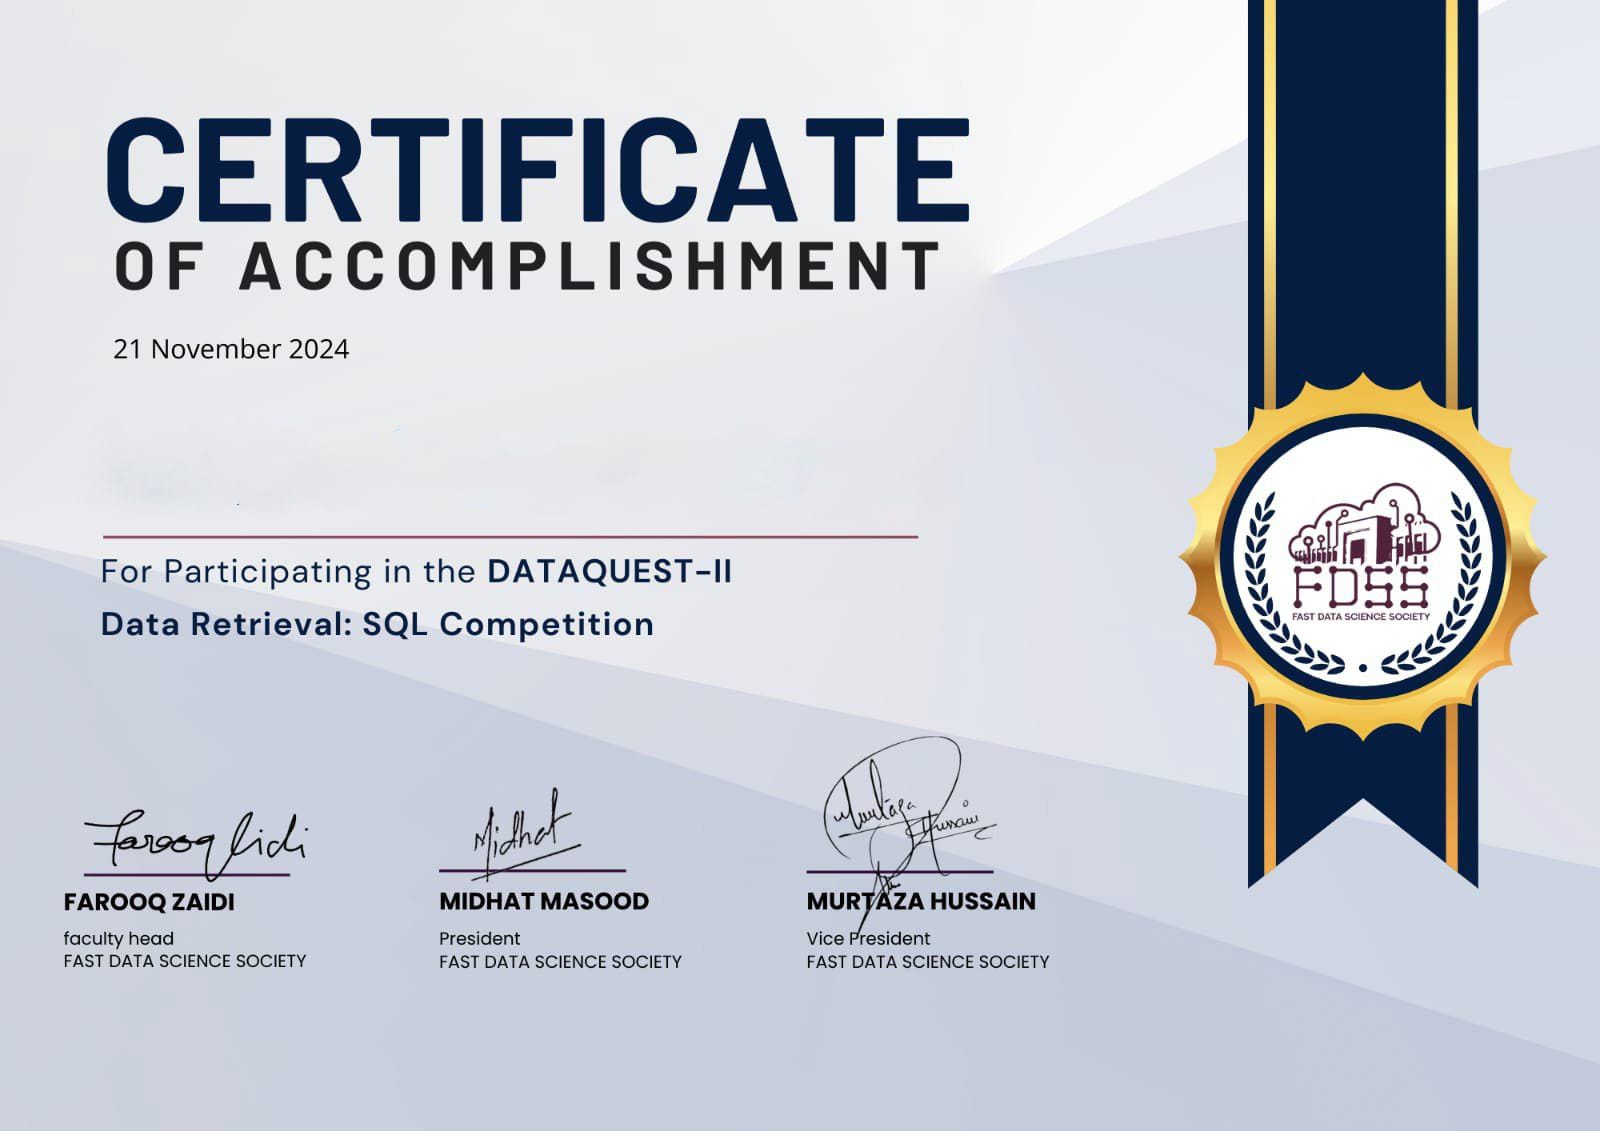 CERTIFICATE
OF ACCOMPLISHMENT
21 November 2024
For Participating in the DATAQUEST-II
Data Retrieval: SQL Competition
FDSS
FAST DATA SCIENCE SOCIETY
Farooq Zaidi
Midhat
Murtaza
Hussain
FAROOQ ZAIDI
faculty head
FAST DATA SCIENCE SOCIETY
MIDHAT MASOOD
President
FAST DATA SCIENCE SOCIETY
MURTAZA HUSSAIN
Vice President
FAST DATA SCIENCE SOCIETY